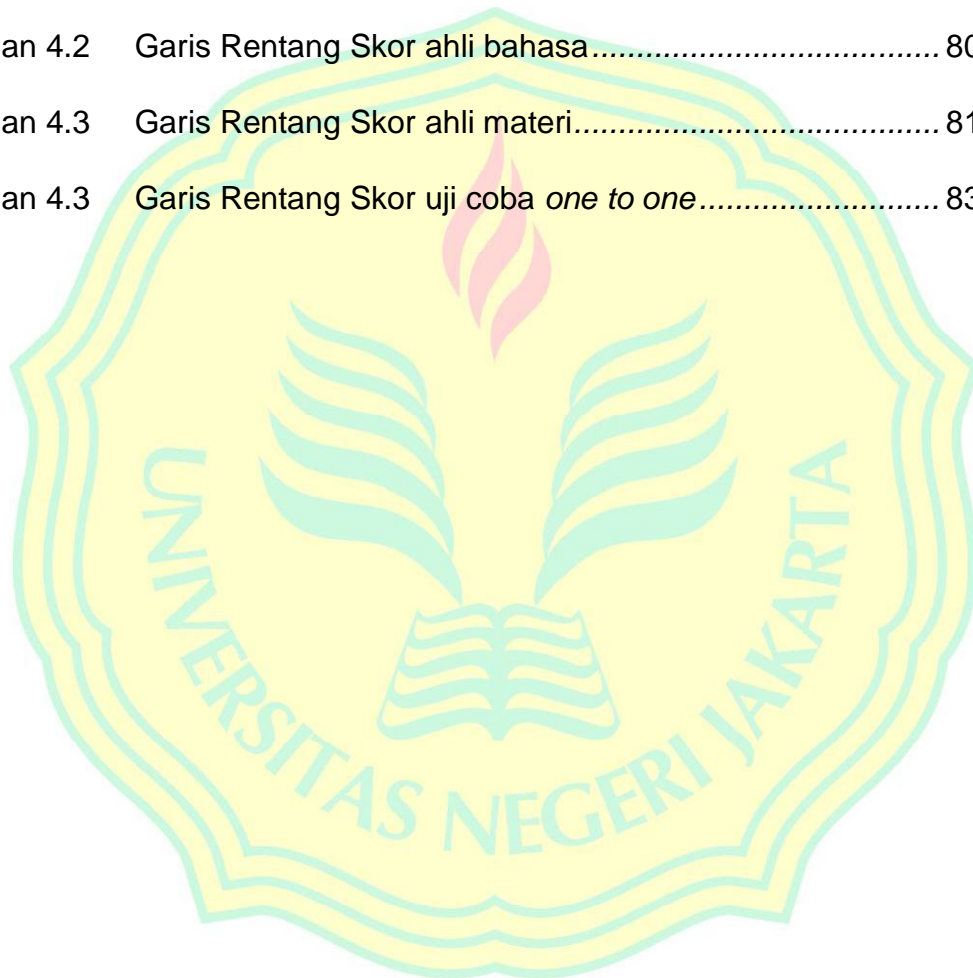 an 4.2 Garis Rentang Skor ahli bahasa....................................... 80
an 4.3 Garis Rentang Skor ahli materi......................................... 81
an 4.3 Garis Rentang Skor uji coba one to one........................... 83
UNIVERSITAS NEGERI JAKARTA